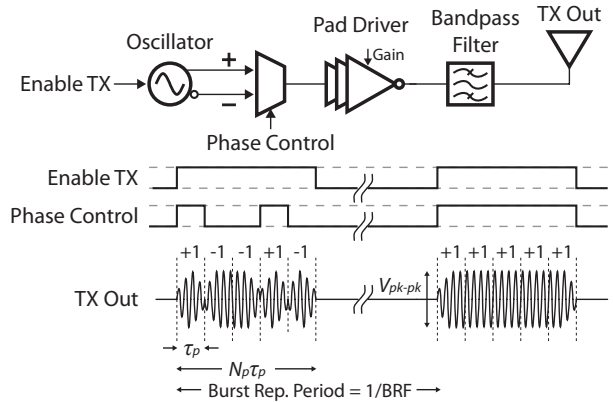 TX Out
Pad Driver
Bandpass
Filter
Oscillator
Gain
+
Enable TX
−
Phase Control
Enable TX
Phase Control
+1 -1 -1 +1 -1
+1 +1 +1 +1 +1
TX Out
Vpk-pk
τp
Npτp
Burst Rep. Period = 1/BRF